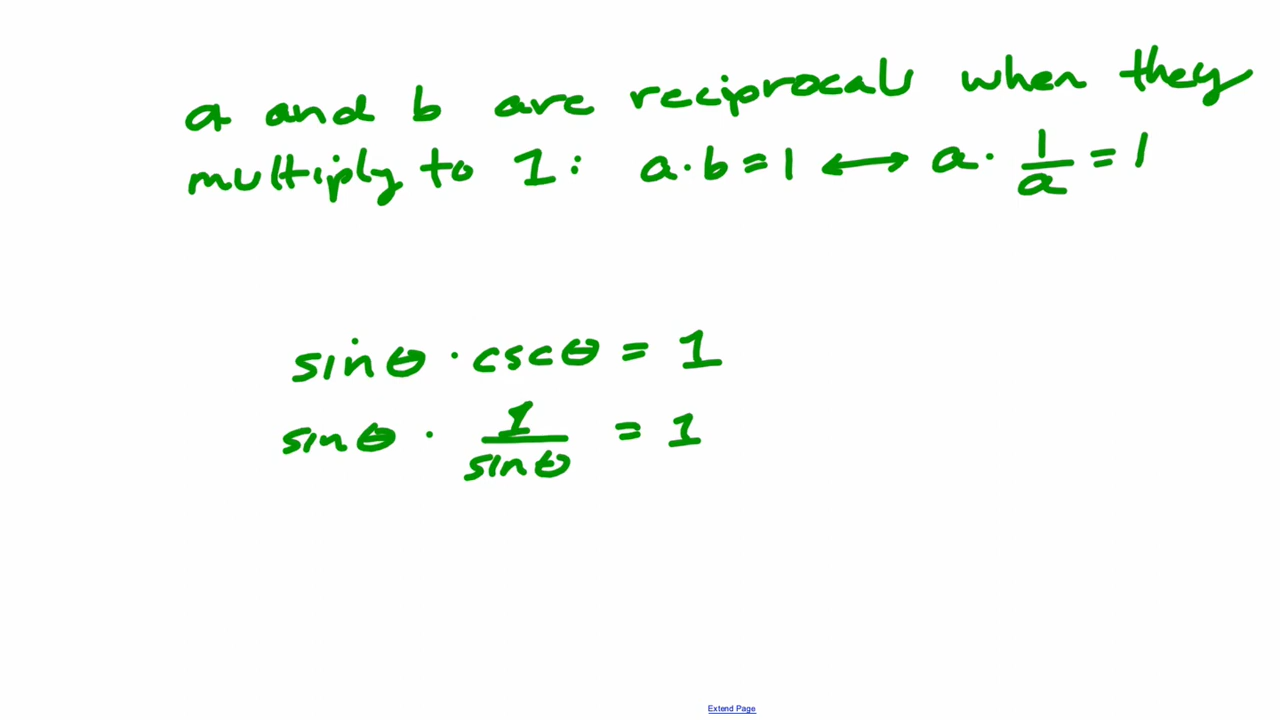 a and b are reciprocals when they
multiply to 1: a·b=1 ⟷ a·1/a=1
sinθ · cscθ = 1
sinθ · 1/sinθ = 1
Extend Page